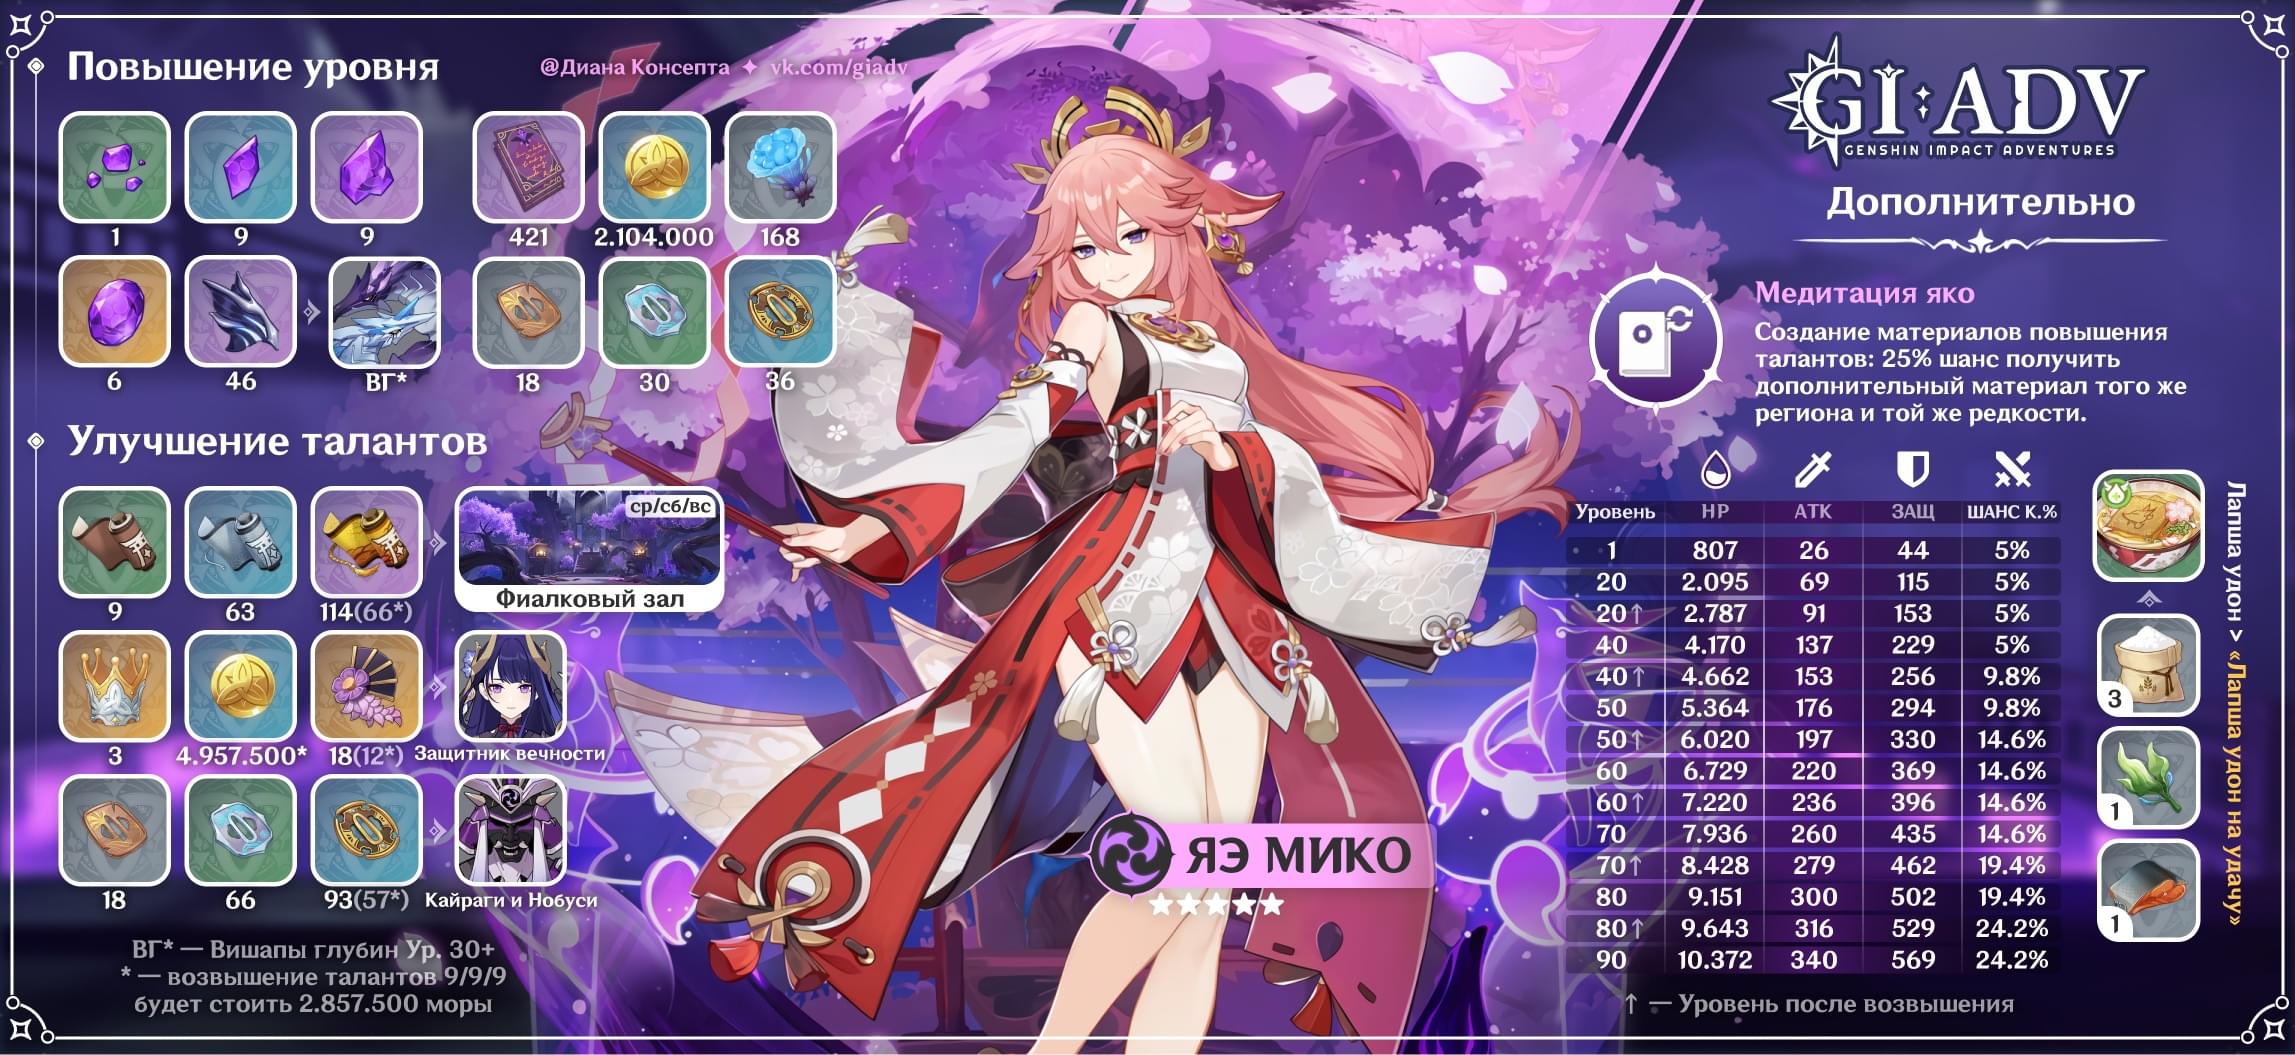 Повышение уровня
@Диана Консепта ✦ vk.com/giadv
1 9 9 421 2.104.000 168
6 46 ВГ* 18 30 36
Улучшение талантов
ср/сб/вс
Фиалковый зал
9 63 114(66*)
3 4.957.500* 18(12*) Защитник вечности
18 66 93(57*) Кайраги и Нобуси
ВГ* — Вишапы глубин Ур. 30+
* — возвышение талантов 9/9/9
будет стоить 2.857.500 моры
ЯЭ МИКО
GI:ADV
GENSHIN IMPACT ADVENTURES
Дополнительно
Медитация яко
Создание материалов повышения
талантов: 25% шанс получить
дополнительный материал того же
региона и той же редкости.
Уровень HP АТК ЗАЩ ШАНС К.%
1 807 26 44 5%
20 2.095 69 115 5%
20↑ 2.787 91 153 5%
40 4.170 137 229 5%
40↑ 4.662 153 256 9.8%
50 5.364 176 294 9.8%
50↑ 6.020 197 330 14.6%
60 6.729 220 369 14.6%
60↑ 7.220 236 396 14.6%
70 7.936 260 435 14.6%
70↑ 8.428 279 462 19.4%
80 9.151 300 502 19.4%
80↑ 9.643 316 529 24.2%
90 10.372 340 569 24.2%
↑ — Уровень после возвышения
3
1
1
Лапша удон > «Лапша удон на удачу»